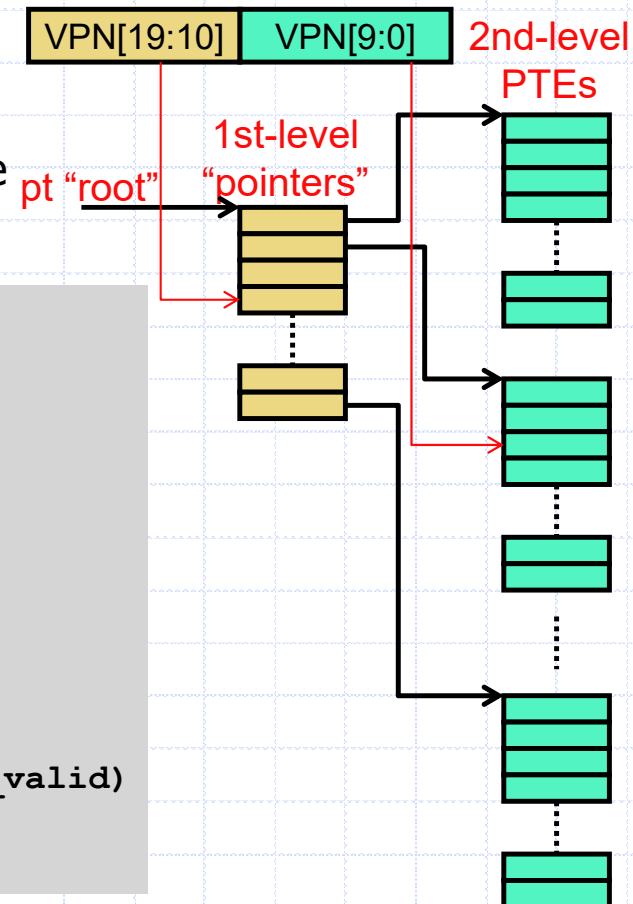 VPN[19:10] VPN[9:0] 2nd-level
PTEs
1st-level
e pt “root” “pointers”
_valid)